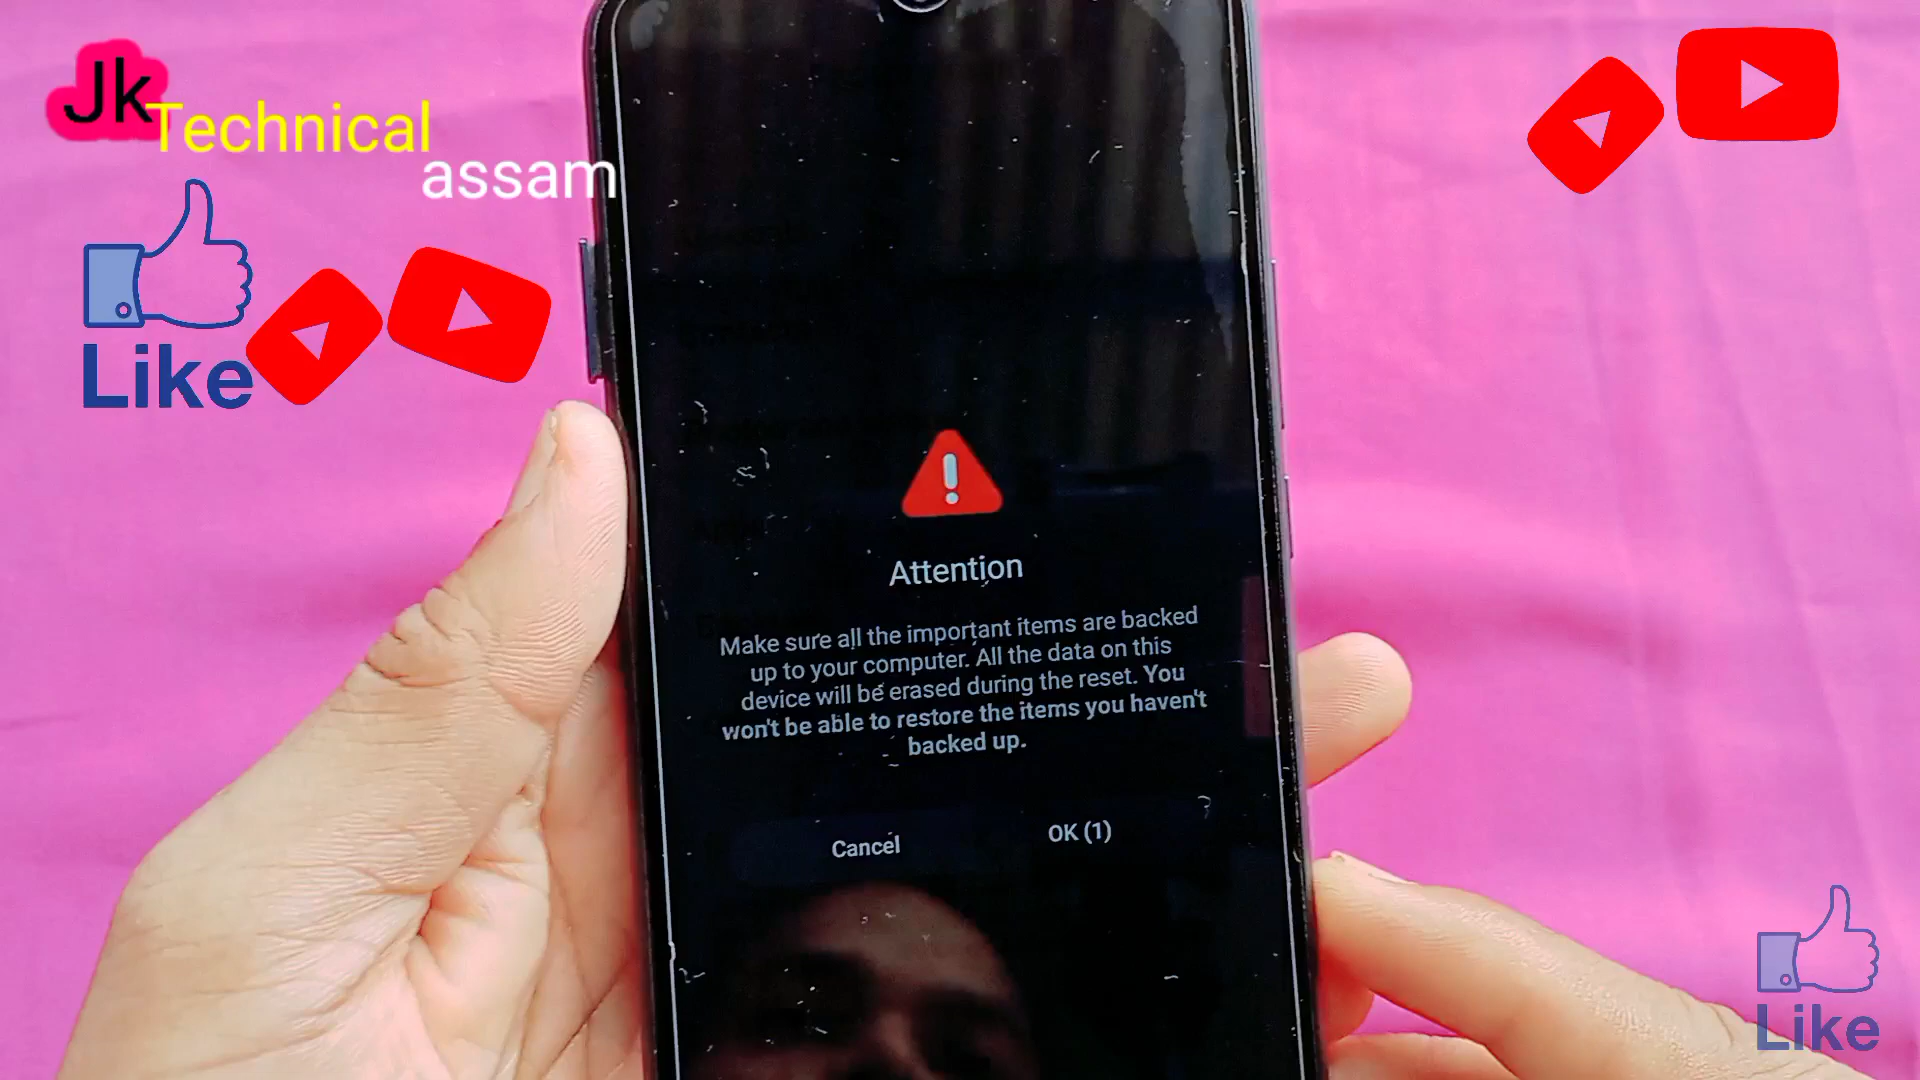 Jk
Technical
assam
Like
Attention
Make sure all the important items are backed
up to your computer. All the data on this
device will be erased during the reset. You
won't be able to restore the items you haven't
backed up.
Cancel
OK (1)
Like